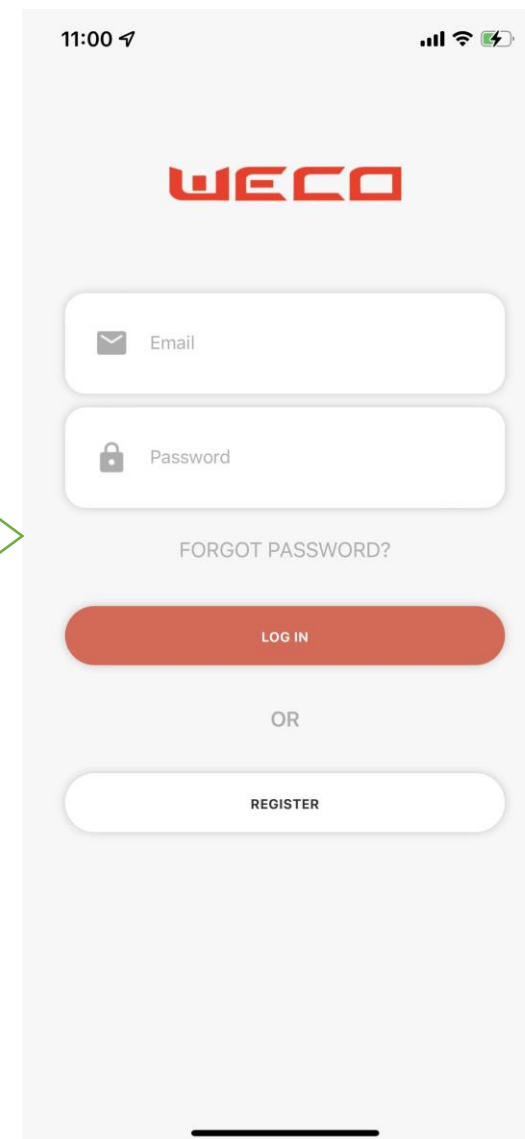 11:00
WECO
Email
Password
FORGOT PASSWORD?
LOG IN
OR
REGISTER